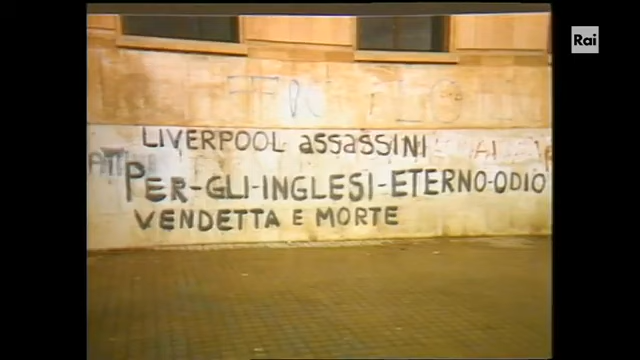 Rai
LIVERPOOL ASSASSINI
PER-GLI-INGLESI-ETERNO-ODIO
VENDETTA E MORTE